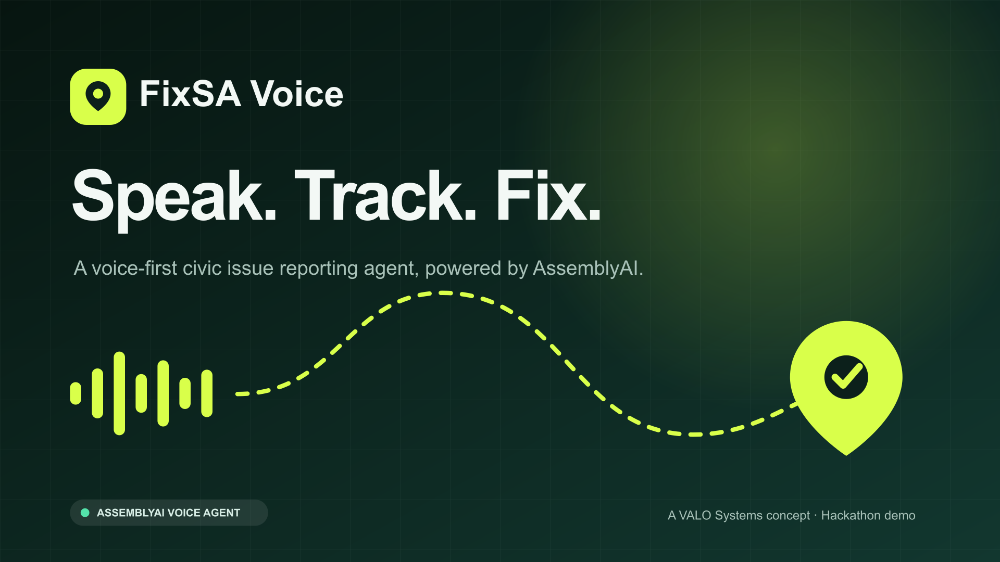 FixSA Voice
Speak. Track. Fix.
A voice-first civic issue reporting agent, powered by AssemblyAI.
ASSEMBLYAI VOICE AGENT
A VALO Systems concept · Hackathon demo